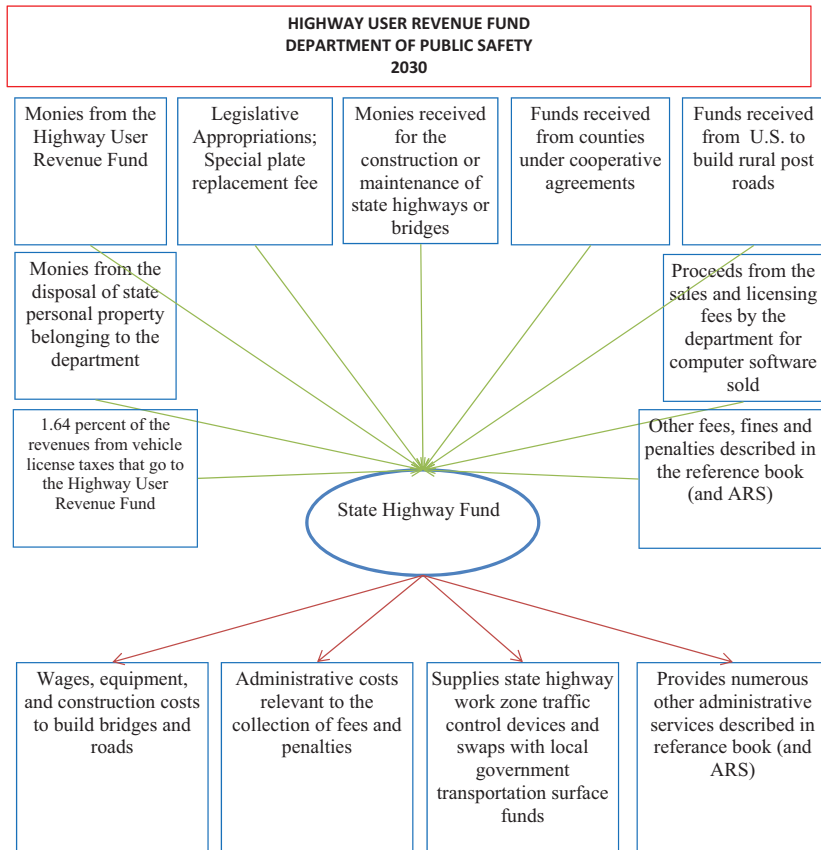 HIGHWAY USER REVENUE FUND
DEPARTMENT OF PUBLIC SAFETY
2030
Monies from the
Highway User
Revenue Fund
Legislative
Appropriations;
Special plate
replacement fee
Monies received
for the
construction or
maintenance of
state highways or
bridges
Funds received
from counties
under cooperative
agreements
Funds received
from U.S. to
build rural post
roads
Monies from the
disposal of state
personal property
belonging to the
department
Proceeds from the
sales and licensing
fees by the
department for
computer software
sold
1.64 percent of the
revenues from vehicle
license taxes that go to
the Highway User
Revenue Fund
Other fees, fines and
penalties described in
the reference book
(and ARS)
State Highway Fund
Wages, equipment,
and construction costs
to build bridges and
roads
Administrative costs
relevant to the
collection of fees and
penalties
Supplies state highway
work zone traffic
control devices and
swaps with local
government
transportation surface
funds
Provides numerous
other administrative
services described in
referance book (and
ARS)